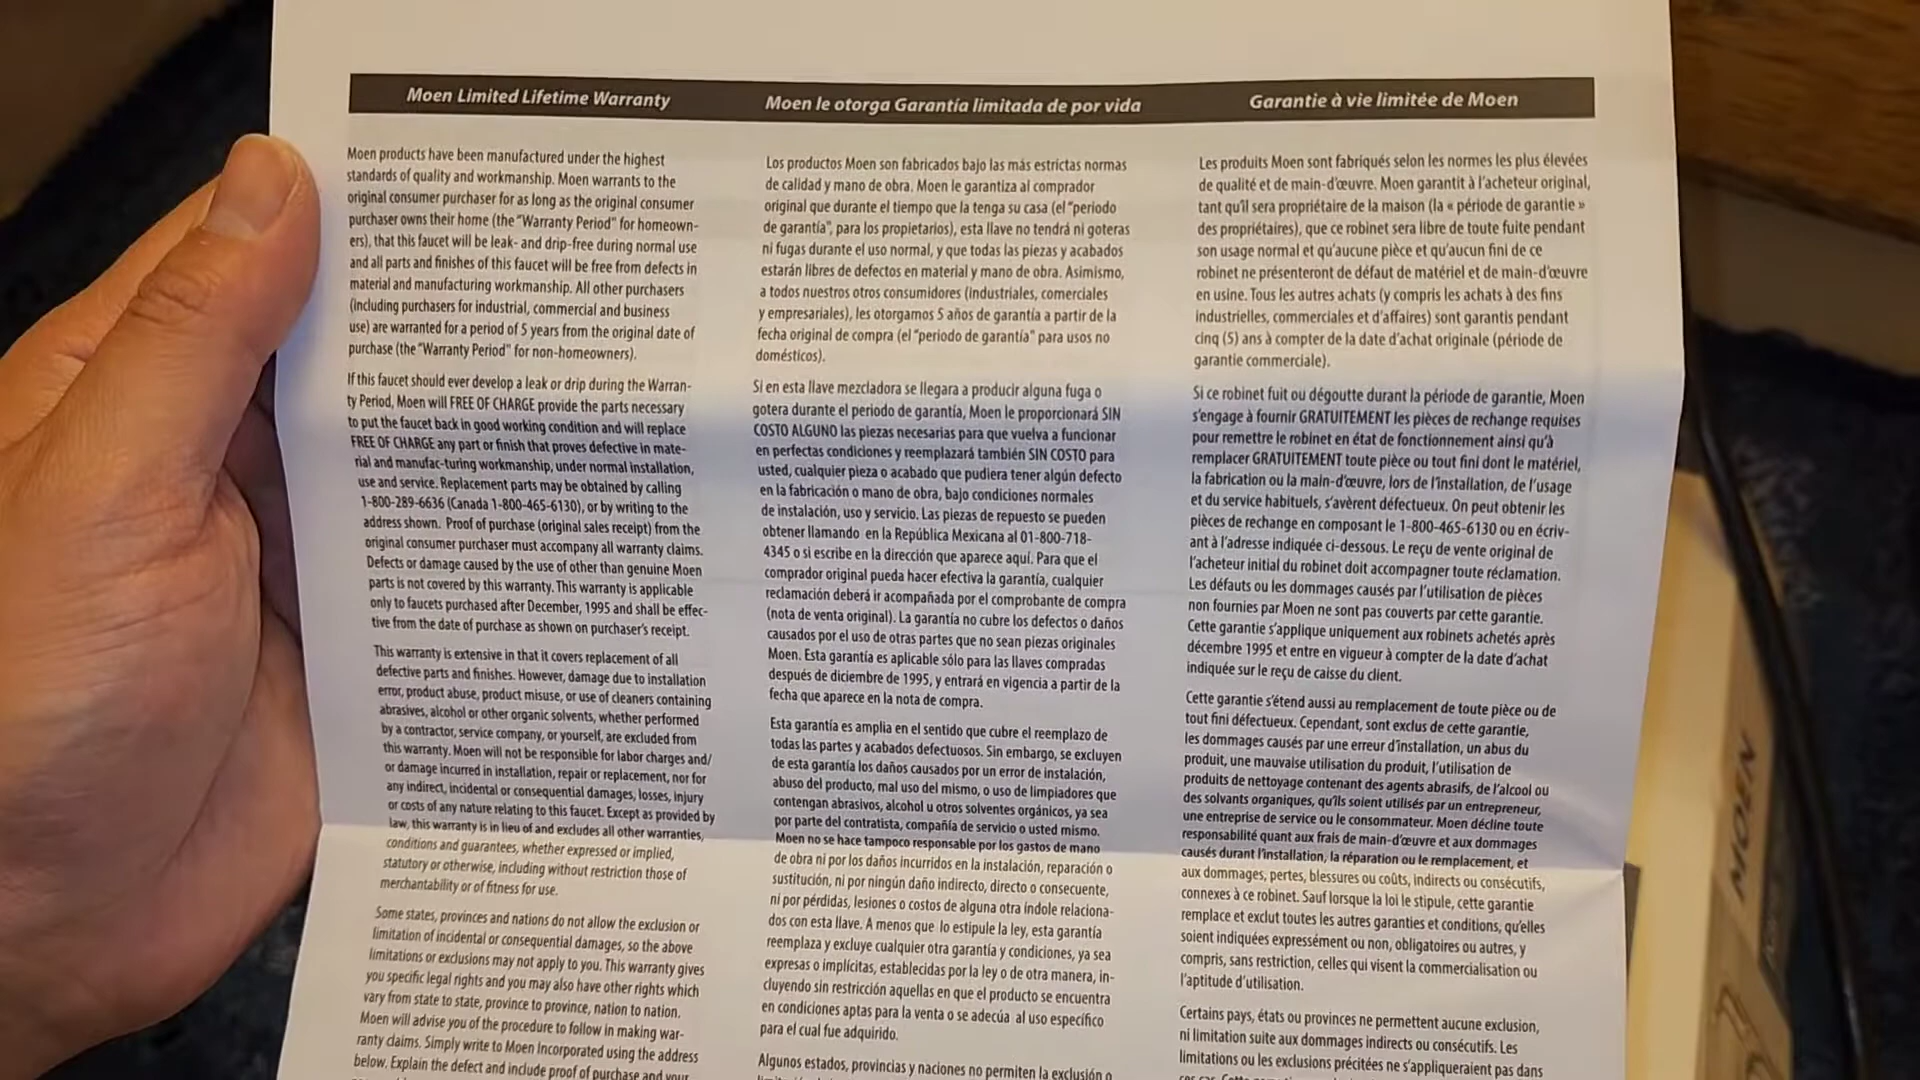 Moen Limited Lifetime Warranty
Moen products have been manufactured under the highest
standards of quality and workmanship. Moen warrants to the
original consumer purchaser for as long as the original consumer
purchaser owns their home (the "Warranty Period" for homeown-
ers), that this faucet will be leak- and drip-free during normal use
and all parts and finishes of this faucet will be free from defects in
material and manufacturing workmanship. All other purchasers
(including purchasers for industrial, commercial and business
use) are warranted for a period of 5 years from the original date of
purchase (the "Warranty Period" for non-homeowners).
If this faucet should ever develop a leak or drip during the Warran-
ty Period, Moen will FREE OF CHARGE provide the parts necessary
to put the faucet back in good working condition and will replace
FREE OF CHARGE any part or finish that proves defective in mate-
rial and manufac-turing workmanship, under normal installation,
use and service. Replacement parts may be obtained by calling
1-800-289-6636 (Canada 1-800-465-6130), or by writing to the
address shown. Proof of purchase (original sales receipt) from the
original consumer purchaser must accompany all warranty claims.
Defects or damage caused by the use of other than genuine Moen
parts is not covered by this warranty. This warranty is applicable
only to faucets purchased after December, 1995 and shall be effec-
tive from the date of purchase as shown on purchaser's receipt.
This warranty is extensive in that it covers replacement of all
defective parts and finishes. However, damage due to installation
error, product abuse, product misuse, or use of cleaners containing
abrasives, alcohol or other organic solvents, whether performed
by a contractor, service company, or yourself, are excluded from
this warranty. Moen will not be responsible for labor charges and/
or damage incurred in installation, repair or replacement, nor for
any indirect, incidental or consequential damages, losses, injury
or costs of any nature relating to this faucet. Except as provided by
law, this warranty is in lieu of and excludes all other warranties,
conditions and guarantees, whether expressed or implied,
statutory or otherwise, including without restriction those of
merchantability or of fitness for use.
Some states, provinces and nations do not allow the exclusion or
limitation of incidental or consequential damages, so the above
limitations or exclusions may not apply to you. This warranty gives
you specific legal rights and you may also have other rights which
vary from state to state, province to province, nation to nation.
Moen will advise you of the procedure to follow in making war-
ranty claims. Simply write to Moen Incorporated using the address
below. Explain the defect and include proof of purchase and your
Moen le otorga Garantía limitada de por vida
Los productos Moen son fabricados bajo las más estrictas normas
de calidad y mano de obra. Moen le garantiza al comprador
original que durante el tiempo que la tenga su casa (el "periodo
de garantía", para los propietarios), esta llave no tendrá ni goteras
ni fugas durante el uso normal, y que todas las piezas y acabados
estarán libres de defectos en material y mano de obra. Asimismo,
a todos nuestros otros consumidores (industriales, comerciales
y empresariales), les otorgamos 5 años de garantía a partir de la
fecha original de compra (el "periodo de garantía" para usos no
domésticos).
Si en esta llave mezcladora se llegara a producir alguna fuga o
gotera durante el periodo de garantía, Moen le proporcionará SIN
COSTO ALGUNO las piezas necesarias para que vuelva a funcionar
en perfectas condiciones y reemplazará también SIN COSTO para
usted, cualquier pieza o acabado que pudiera tener algún defecto
en la fabricación o mano de obra, bajo condiciones normales
de instalación, uso y servicio. Las piezas de repuesto se pueden
obtener llamando en la República Mexicana al 01-800-718-
4345 o si escribe en la dirección que aparece aquí. Para que el
comprador original pueda hacer efectiva la garantía, cualquier
reclamación deberá ir acompañada por el comprobante de compra
(nota de venta original). La garantía no cubre los defectos o daños
causados por el uso de otras partes que no sean piezas originales
Moen. Esta garantía es aplicable sólo para las llaves compradas
después de diciembre de 1995, y entrará en vigencia a partir de la
fecha que aparece en la nota de compra.
Esta garantía es amplia en el sentido que cubre el reemplazo de
todas las partes y acabados defectuosos. Sin embargo, se excluyen
de esta garantía los daños causados por un error de instalación,
abuso del producto, mal uso del mismo, o uso de limpiadores que
contengan abrasivos, alcohol u otros solventes orgánicos, ya sea
por parte del contratista, compañía de servicio o usted mismo.
Moen no se hace tampoco responsable por los gastos de mano
de obra ni por los daños incurridos en la instalación, reparación o
sustitución, ni por ningún daño indirecto, directo o consecuente,
ni por pérdidas, lesiones o costos de alguna otra índole relaciona-
dos con esta llave. A menos que lo estipule la ley, esta garantía
reemplaza y excluye cualquier otra garantía y condiciones, ya sea
expresas o implícitas, establecidas por la ley o de otra manera, in-
cluyendo sin restricción aquellas en que el producto se encuentra
en condiciones aptas para la venta o se adecúa al uso específico
para el cual fue adquirido.
Algunos estados, provincias y naciones no permiten la exclusión o
Garantie à vie limitée de Moen
Les produits Moen sont fabriqués selon les normes les plus élevées
de qualité et de main-d'œuvre. Moen garantit à l'acheteur original,
tant qu'il sera propriétaire de la maison (la « période de garantie »
des propriétaires), que ce robinet sera libre de toute fuite pendant
son usage normal et qu'aucune pièce et qu'aucun fini de ce
robinet ne présenteront de défaut de matériel et de main-d'œuvre
en usine. Tous les autres achats (y compris les achats à des fins
industrielles, commerciales et d'affaires) sont garantis pendant
cinq (5) ans à compter de la date d'achat originale (période de
garantie commerciale).
Si ce robinet fuit ou dégoutte durant la période de garantie, Moen
s'engage à fournir GRATUITEMENT les pièces de rechange requises
pour remettre le robinet en état de fonctionnement ainsi qu'à
remplacer GRATUITEMENT toute pièce ou tout fini dont le matériel,
la fabrication ou la main-d'œuvre, lors de l'installation, de l'usage
et du service habituels, s'avèrent défectueux. On peut obtenir les
pièces de rechange en composant le 1-800-465-6130 ou en écriv-
ant à l'adresse indiquée ci-dessous. Le reçu de vente original de
l'acheteur initial du robinet doit accompagner toute réclamation.
Les défauts ou les dommages causés par l'utilisation de pièces
non fournies par Moen ne sont pas couverts par cette garantie.
Cette garantie s'applique uniquement aux robinets achetés après
décembre 1995 et entre en vigueur à compter de la date d'achat
indiquée sur le reçu de caisse du client.
Cette garantie s'étend aussi au remplacement de toute pièce ou de
tout fini défectueux. Cependant, sont exclus de cette garantie,
les dommages causés par une erreur d'installation, un abus du
produit, une mauvaise utilisation du produit, l'utilisation de
produits de nettoyage contenant des agents abrasifs, de l'alcool ou
des solvants organiques, qu'ils soient utilisés par un entrepreneur,
une entreprise de service ou le consommateur. Moen décline toute
responsabilité quant aux frais de main-d'œuvre et aux dommages
causés durant l'installation, la réparation ou le remplacement, et
aux dommages, pertes, blessures ou coûts, indirects ou consécutifs,
connexes à ce robinet. Sauf lorsque la loi le stipule, cette garantie
remplace et exclut toutes les autres garanties et conditions, qu'elles
soient indiquées expressément ou non, obligatoires ou autres, y
compris, sans restriction, celles qui visent la commercialisation ou
l'aptitude d'utilisation.
Certains pays, états ou provinces ne permettent aucune exclusion,
ni limitation suite aux dommages indirects ou consécutifs. Les
limitations ou les exclusions précitées ne s'appliqueraient pas dans
MOEN